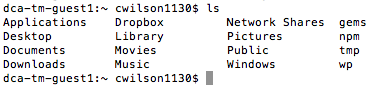 dca-tm-guest1:~ cwilson1130$ ls
Applications Dropbox Network Shares gems
Desktop Library Pictures npm
Documents Movies Public tmp
Downloads Music Windows wp
dca-tm-guest1:~ cwilson1130$